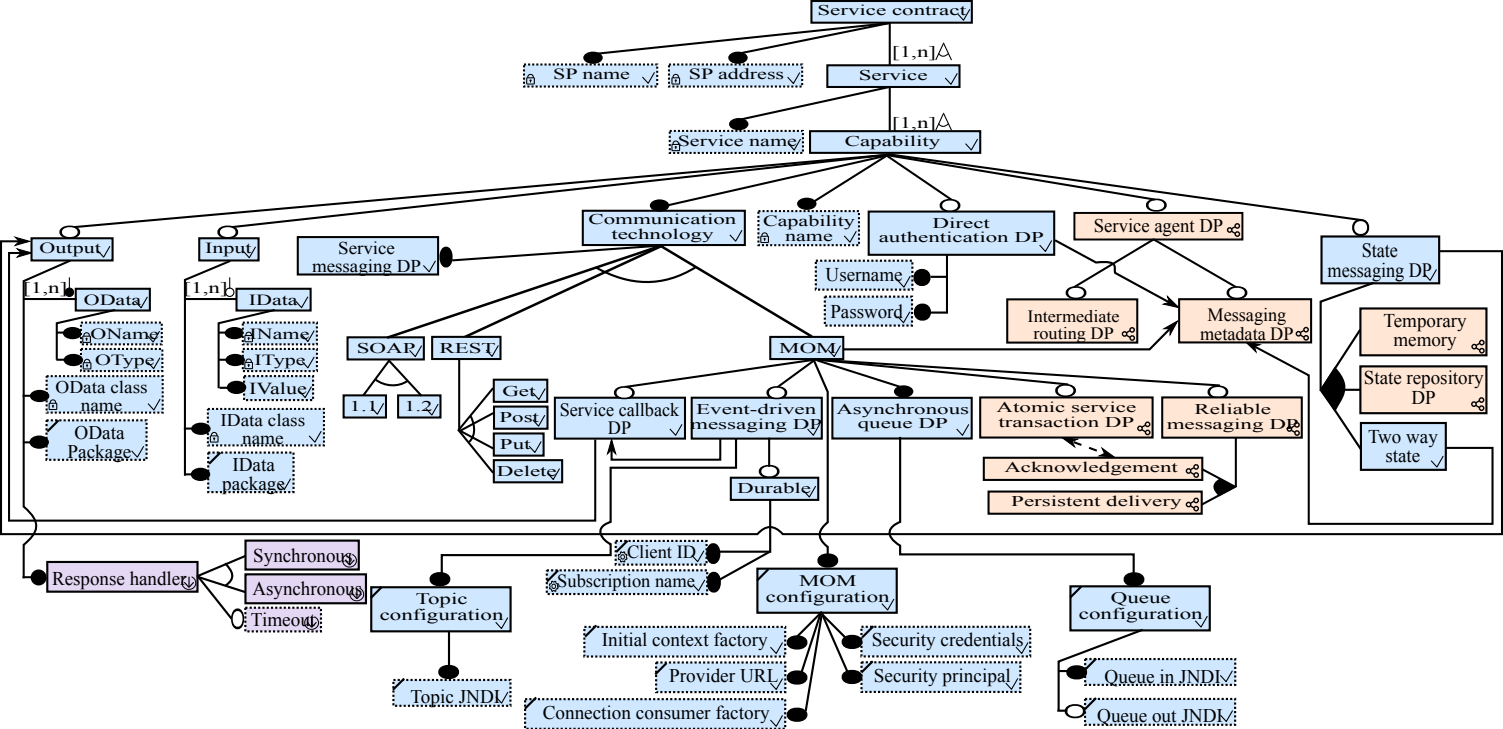 Service contract
[1,n]
SP name
SP address
Service
[1,n]
Service name
Capability
Output
Input
Service
messaging DP
Communication
technology
Capability
name
Direct
authentication DP
Service agent DP
State
messaging DP
Username
Password
[1,n]
OData
[1,n]
IData
Intermediate
routing DP
Messaging
metadata DP
Temporary
memory
OName
OType
IName
IType
IValue
SOAP
REST
MOM
State repository
DP
OData class
name
1.1
1.2
Get
Post
Put
Delete
Service callback
DP
Event-driven
messaging DP
Asynchronous
queue DP
Atomic service
transaction DP
Reliable
messaging DP
IData class
name
OData
Package
Two way
state
IData
package
Acknowledgement
Durable
Persistent delivery
Synchronous
Client ID
Response handler
Asynchronous
Subscription name
MOM
configuration
Topic
configuration
Queue
configuration
Timeout
Initial context factory
Security credentials
Provider URL
Security principal
Queue in JNDI
Topic JNDI
Connection consumer factory
Queue out JNDI